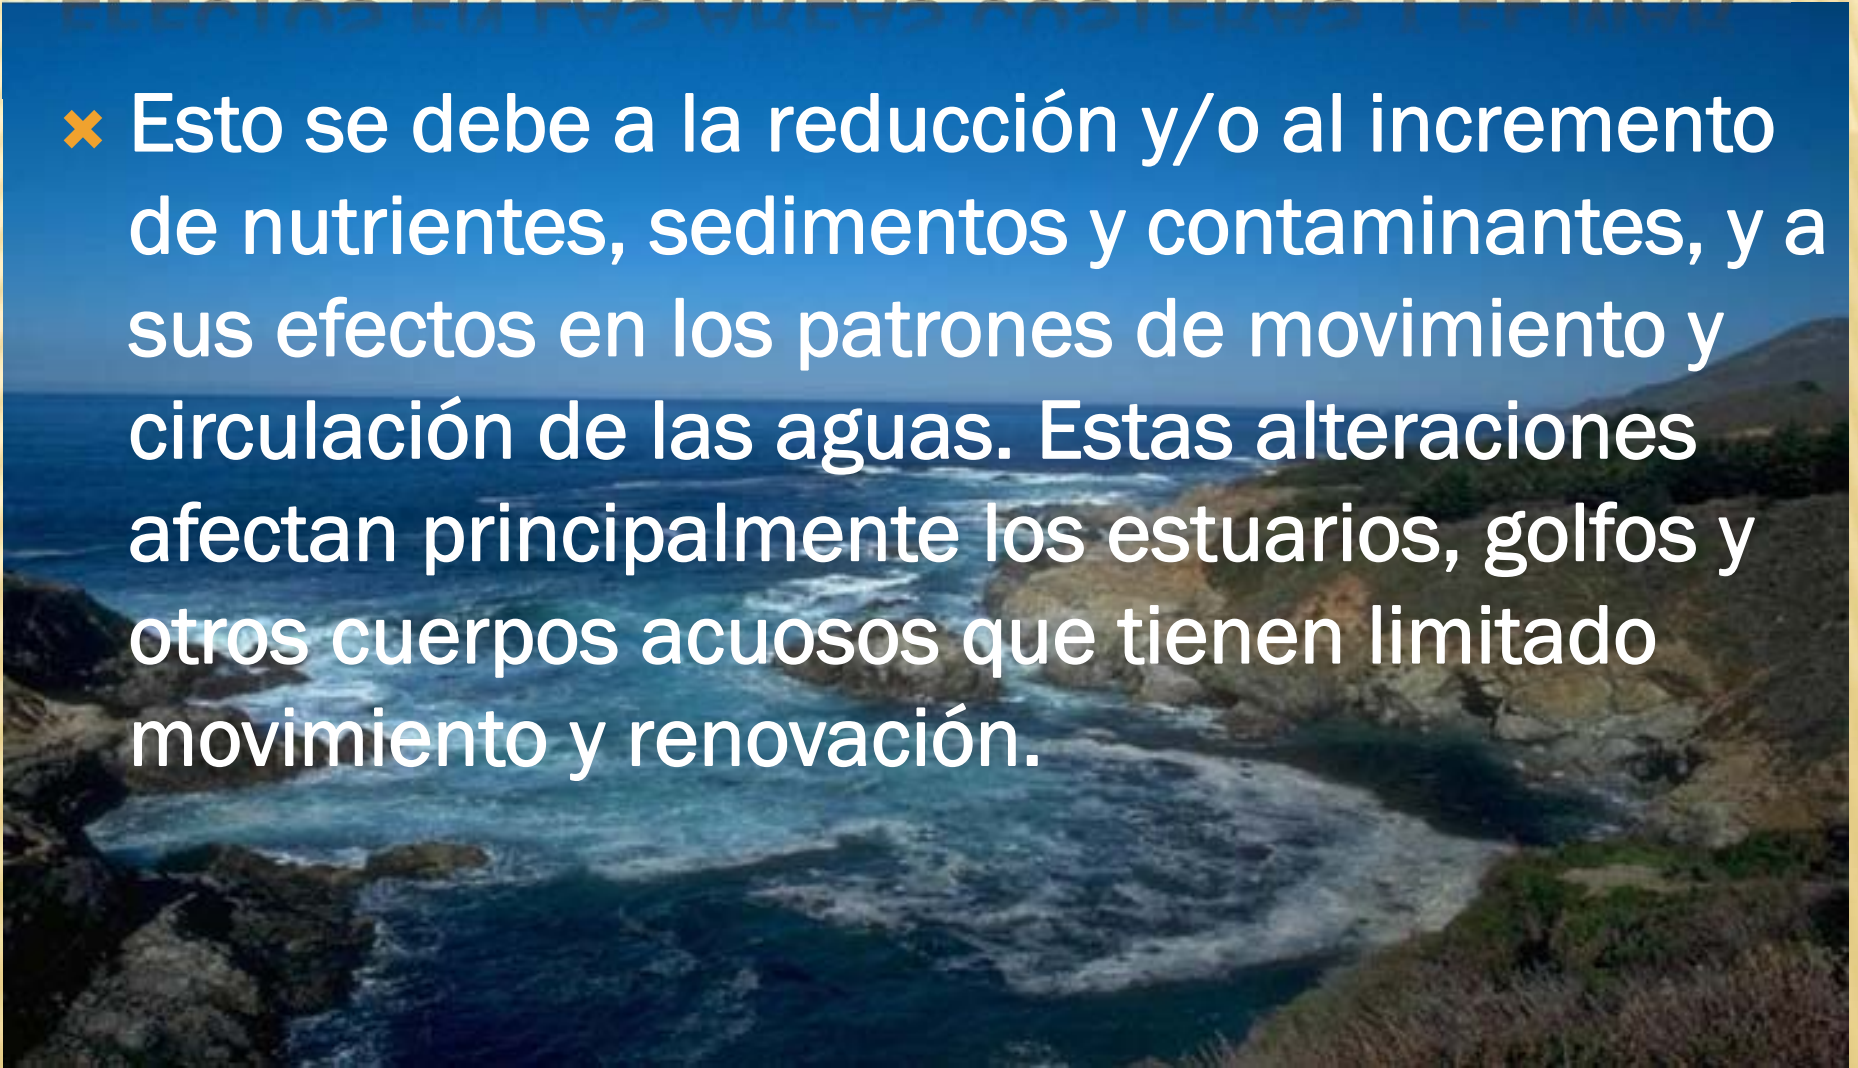 Esto se debe a la reducción y/o al incremento
de nutrientes, sedimentos y contaminantes, y a
sus efectos en los patrones de movimiento y
circulación de las aguas. Estas alteraciones
afectan principalmente los estuarios, golfos y
otros cuerpos acuosos que tienen limitado
movimiento y renovación.